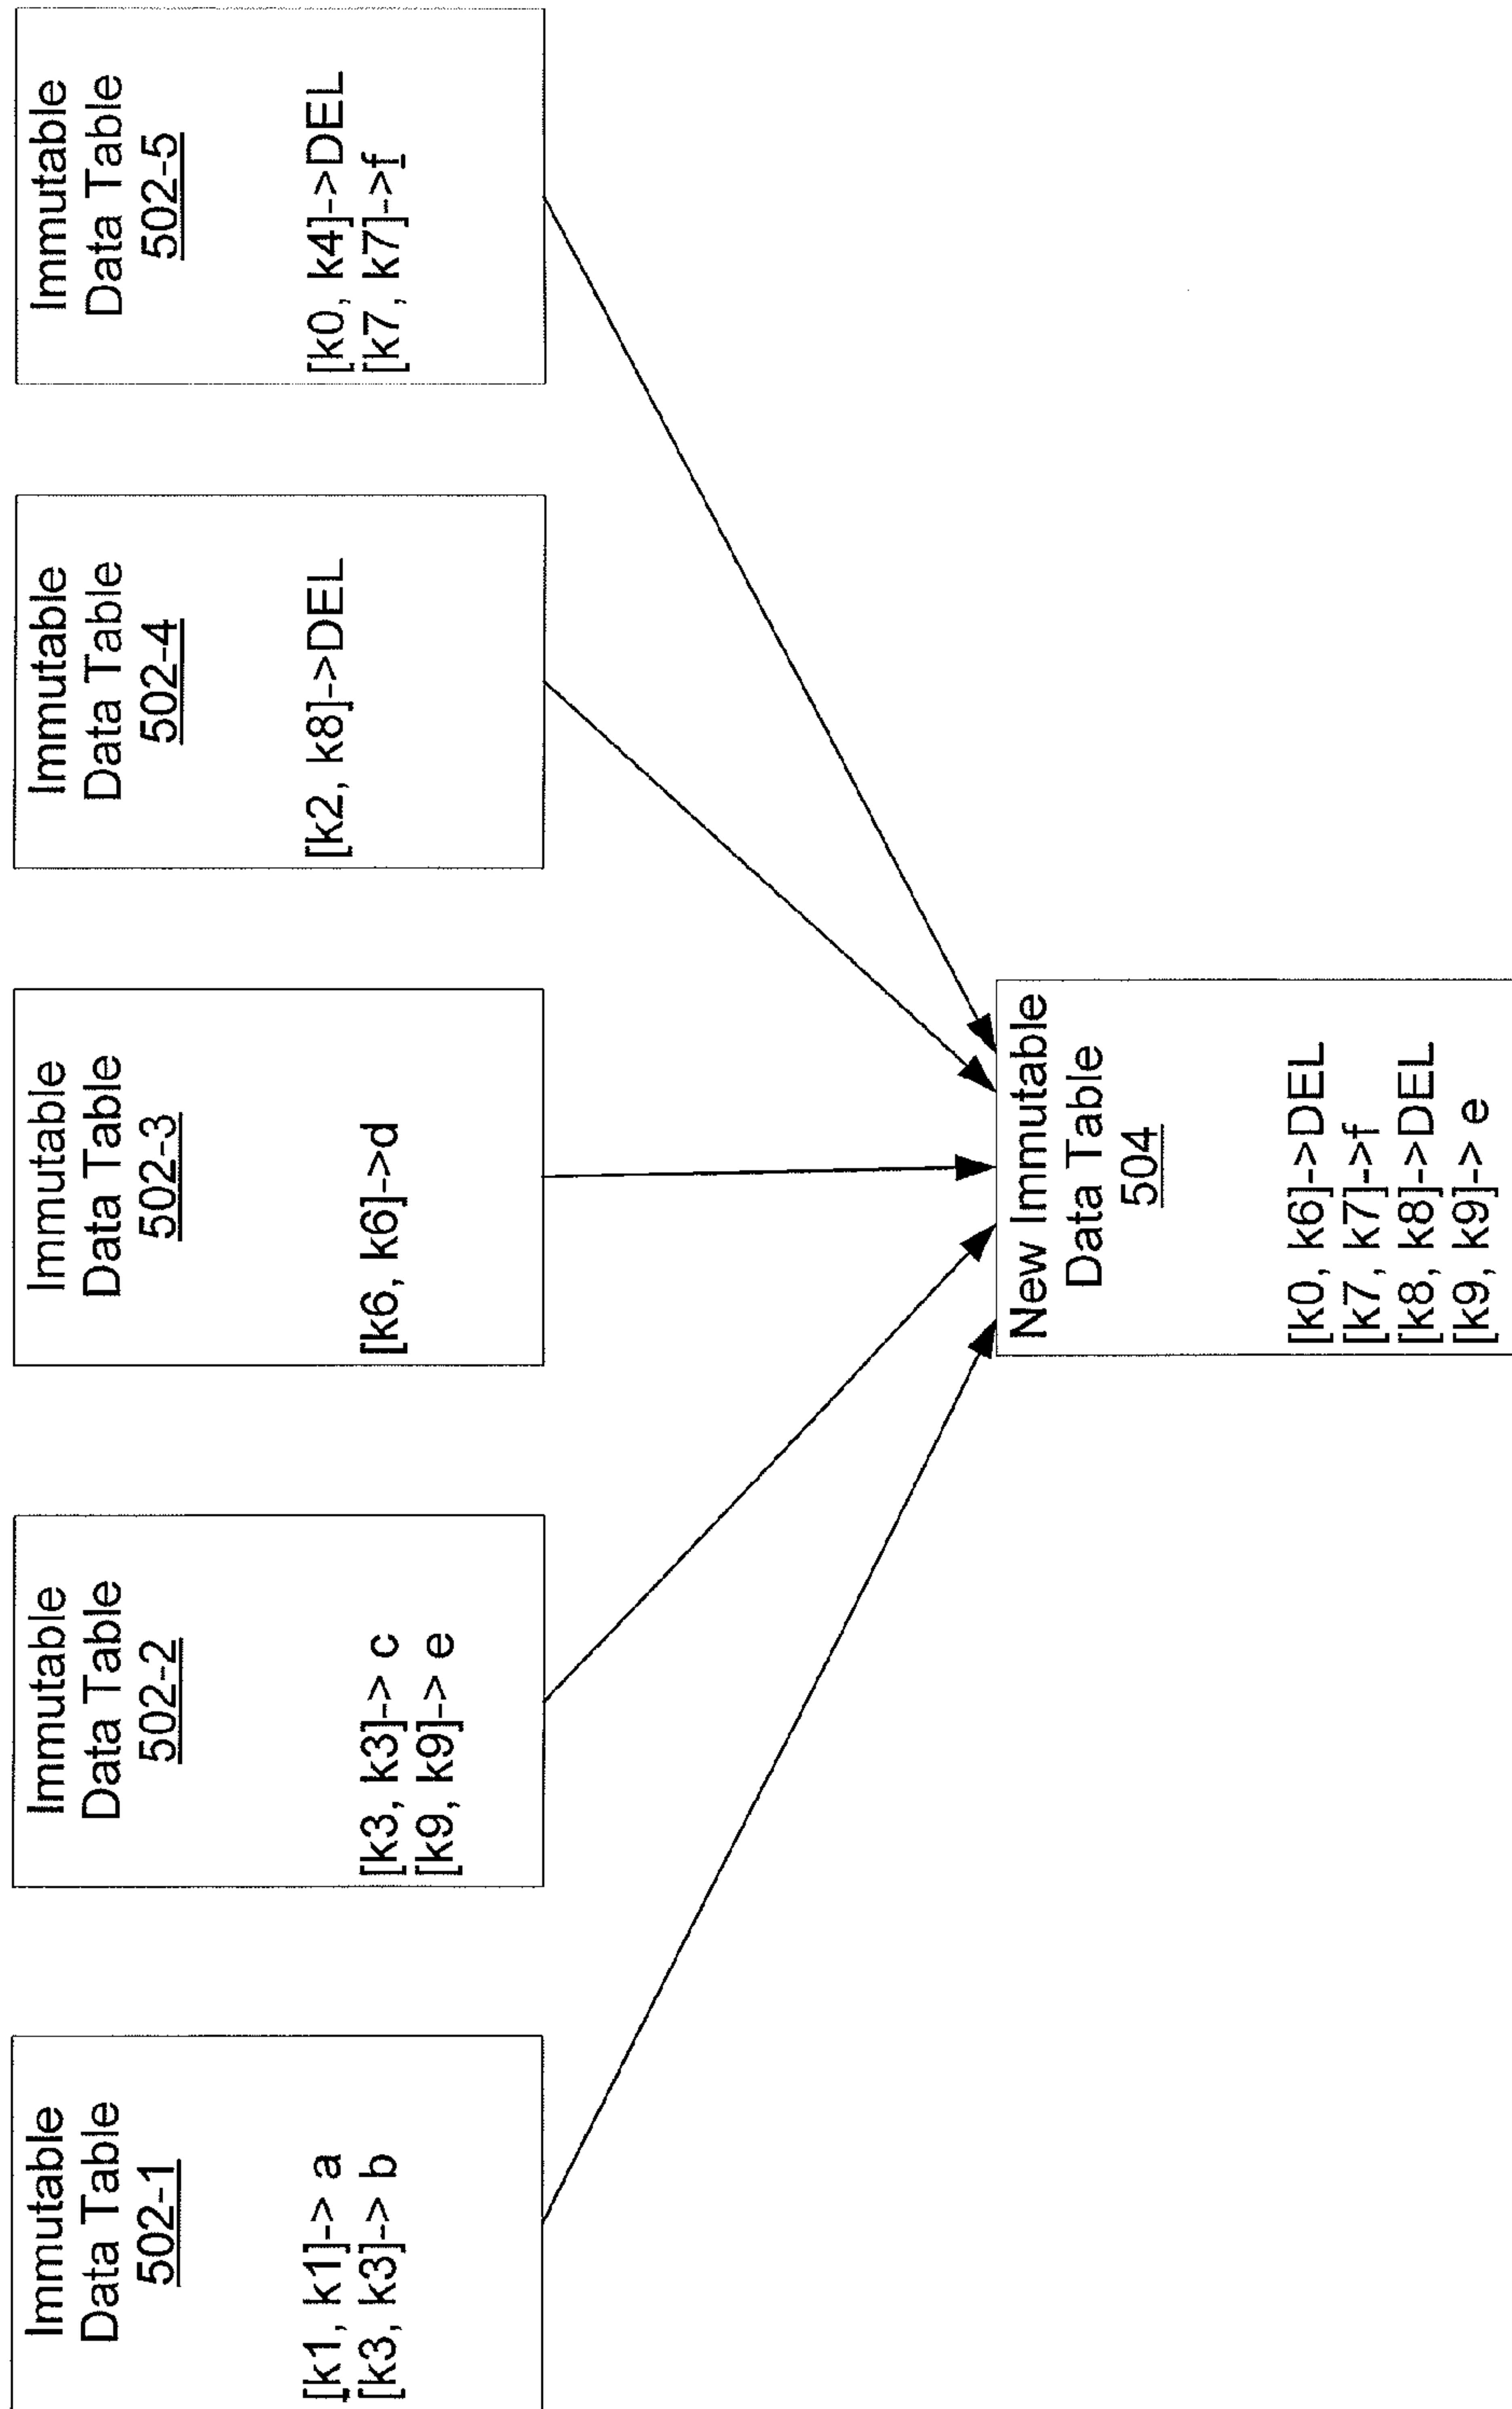 Immutable
Data Table
502-1
[k1, k1]-> a
[k3, k3]-> b
Immutable
Data Table
502-2
[k3, k3]-> c
[k9, k9]-> e
Immutable
Data Table
502-3
[k6, k6]->d
Immutable
Data Table
502-4
[k2, k8]->DEL
Immutable
Data Table
502-5
[k0, k4]->DEL
[k7, k7]->f
New Immutable
Data Table
504
[k0, k6]->DEL
[k7, k7]->f
[k8, k8]->DEL
[k9, k9]-> e